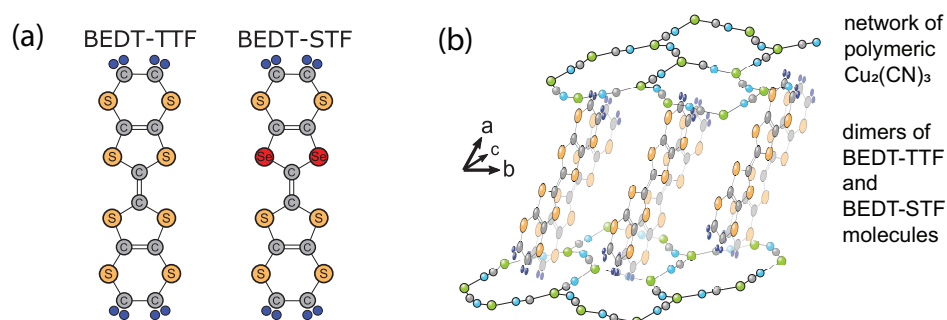 (a)
BEDT-TTF
C C
S S
C C
S S
C
C
S S
C C
S S
C C
BEDT-STF
C C
S S
C C
Se Se
C
C
S S
C C
S S
C C
(b)
a
c
b
network of
polymeric
Cu₂(CN)₃
dimers of
BEDT-TTF
and
BEDT-STF
molecules